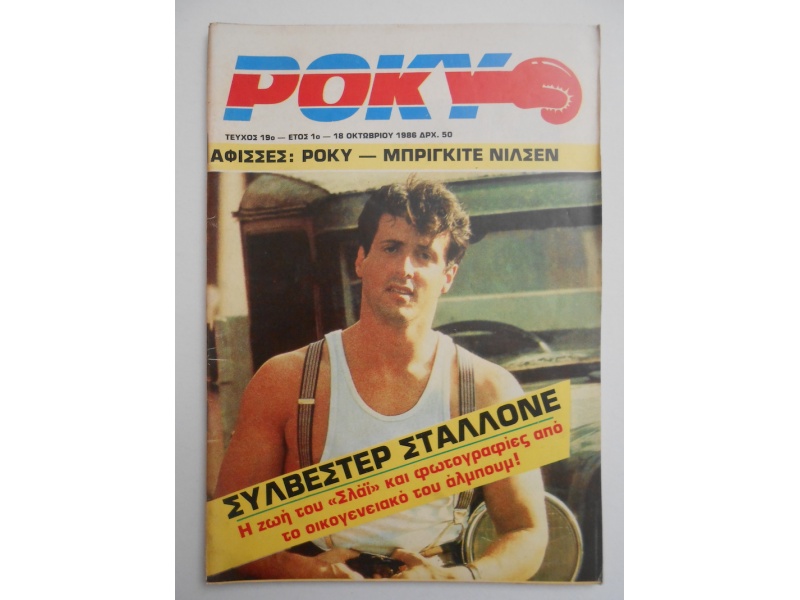 ΡΟΚΥ
ΤΕΥΧΟΣ 19ο — ΕΤΟΣ 1ο — 18 ΟΚΤΩΒΡΙΟΥ 1986 ΔΡΧ. 50
ΑΦΙΣΣΕΣ: ΡΟΚΥ — ΜΠΡΙΓΚΙΤΕ ΝΙΛΣΕΝ
ΣΥΛΒΕΣΤΕΡ ΣΤΑΛΛΟΝΕ
Η ζωή του «Σλάϊ» και φωτογραφίες από
το οικογενειακό του άλμπουμ!